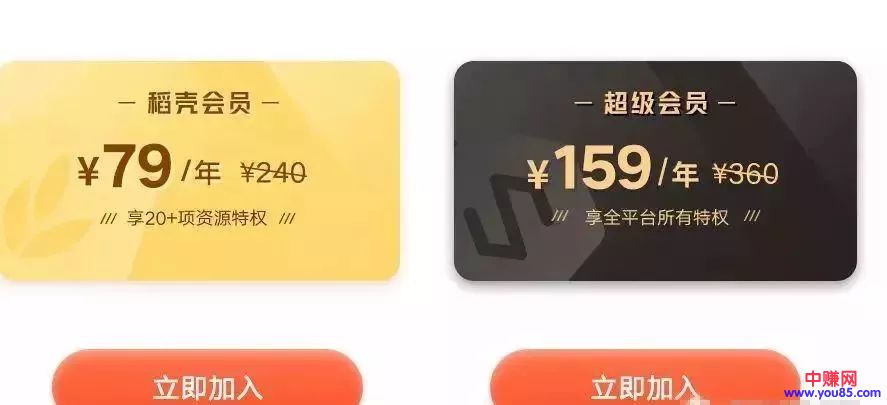 — 稻壳会员 —
¥79/年 ¥240
/// 享20+项资源特权 ///
立即加入
— 超级会员 —
¥159/年 ¥360
/// 享全平台所有特权 ///
立即加入
中赚网
www.you85.com